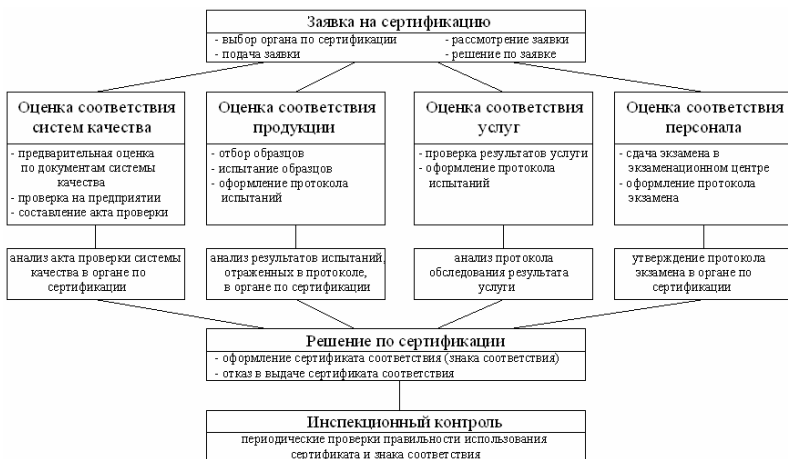 Заявка на сертификацию
- выбор органа по сертификации
- подача заявки
- рассмотрение заявки
- решение по заявке
Оценка соответствия
систем качества
- предварительная оценка
по документам системы
качества
- проверка на предприятии
- составление акта проверки
Оценка соответствия
продукции
- отбор образцов
- испытание образцов
- оформление протокола
испытаний
Оценка соответствия
услуг
- проверка результатов услуги
- оформление протокола
испытаний
Оценка соответствия
персонала
- сдача экзамена в
экзаменационном центре
- оформление протокола
экзамена
анализ акта проверки системы
качества в органе по
сертификации
анализ результатов испытаний,
отраженных в протоколе,
в органе по сертификации
анализ протокола
обследования результата
услуги
утверждение протокола
экзамена в органе по
сертификации
Решение по сертификации
- оформление сертификата соответствия (знака соответствия)
- отказ в выдаче сертификата соответствия
Инспекционный контроль
периодические проверки правильности использования
сертификата и знака соответствия